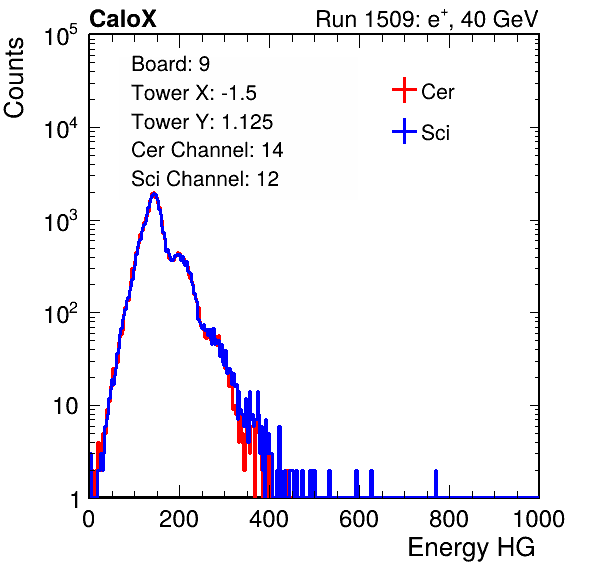 CaloX
Run 1509: e⁺, 40 GeV
Counts
10⁵
10⁴
10³
10²
10
1
Board: 9
Tower X: -1.5
Tower Y: 1.125
Cer Channel: 14
Sci Channel: 12
Cer
Sci
0 200 400 600 800 1000
Energy HG